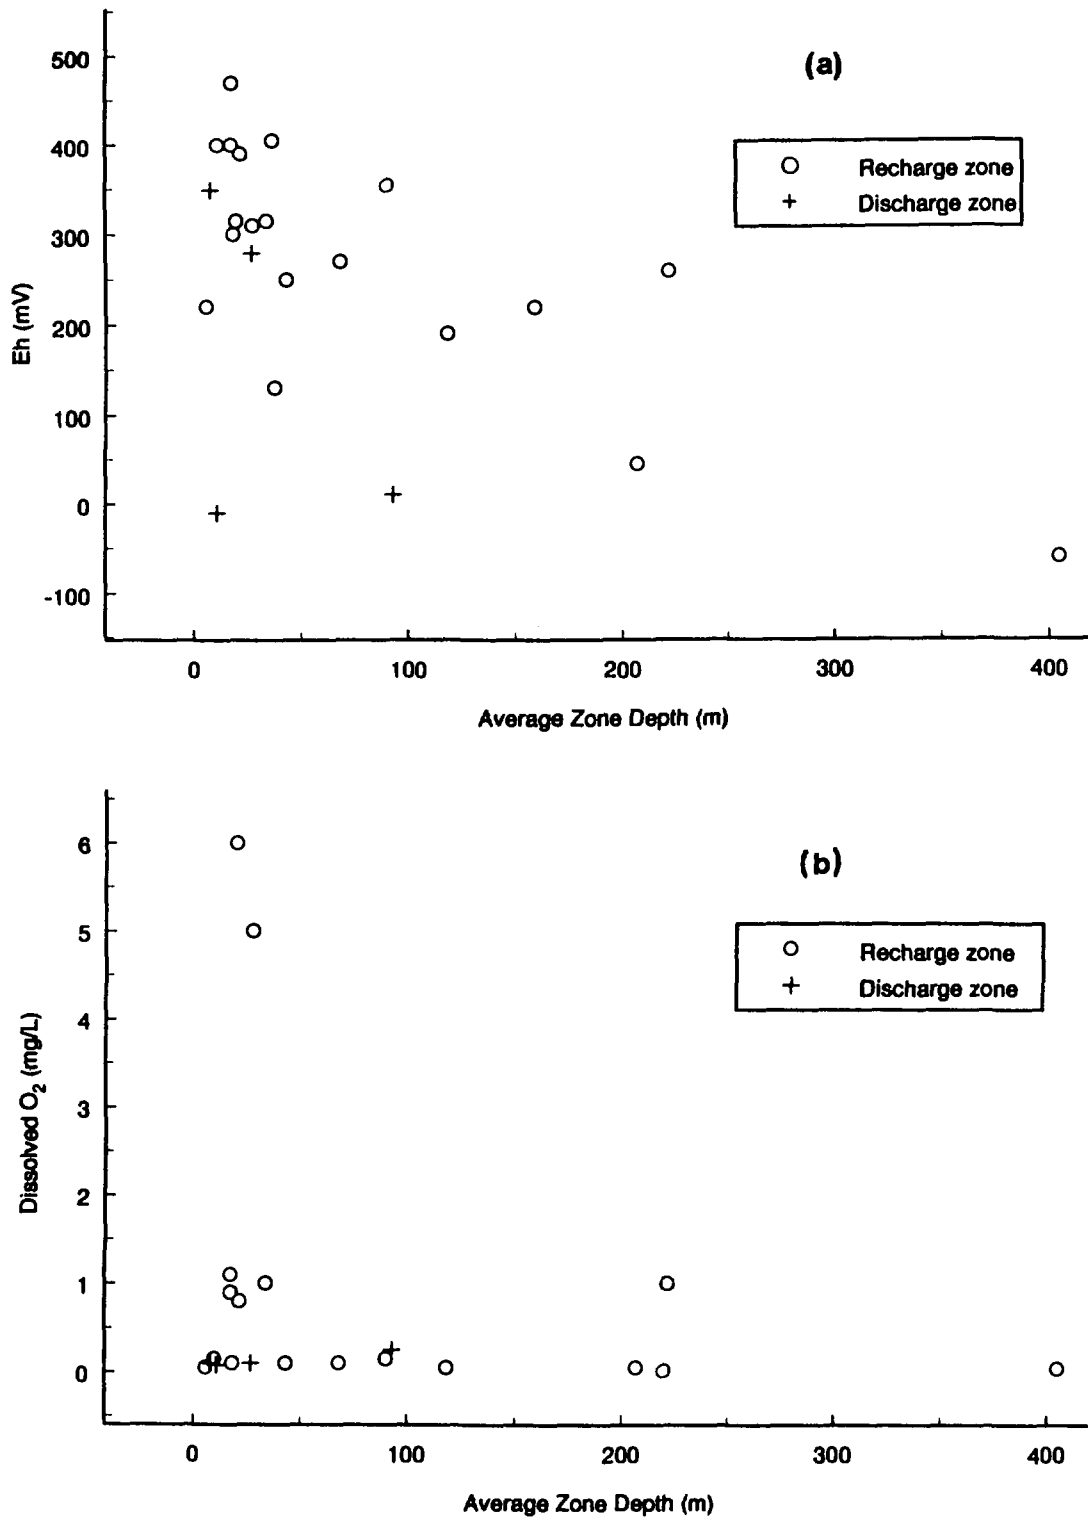 (a)
500
400
300
200
100
0
-100
Eh (mV)
Recharge zone
Discharge zone
0 100 200 300 400
Average Zone Depth (m)
(b)
6
5
4
3
2
1
0
Dissolved O2 (mg/L)
Recharge zone
Discharge zone
0 100 200 300 400
Average Zone Depth (m)